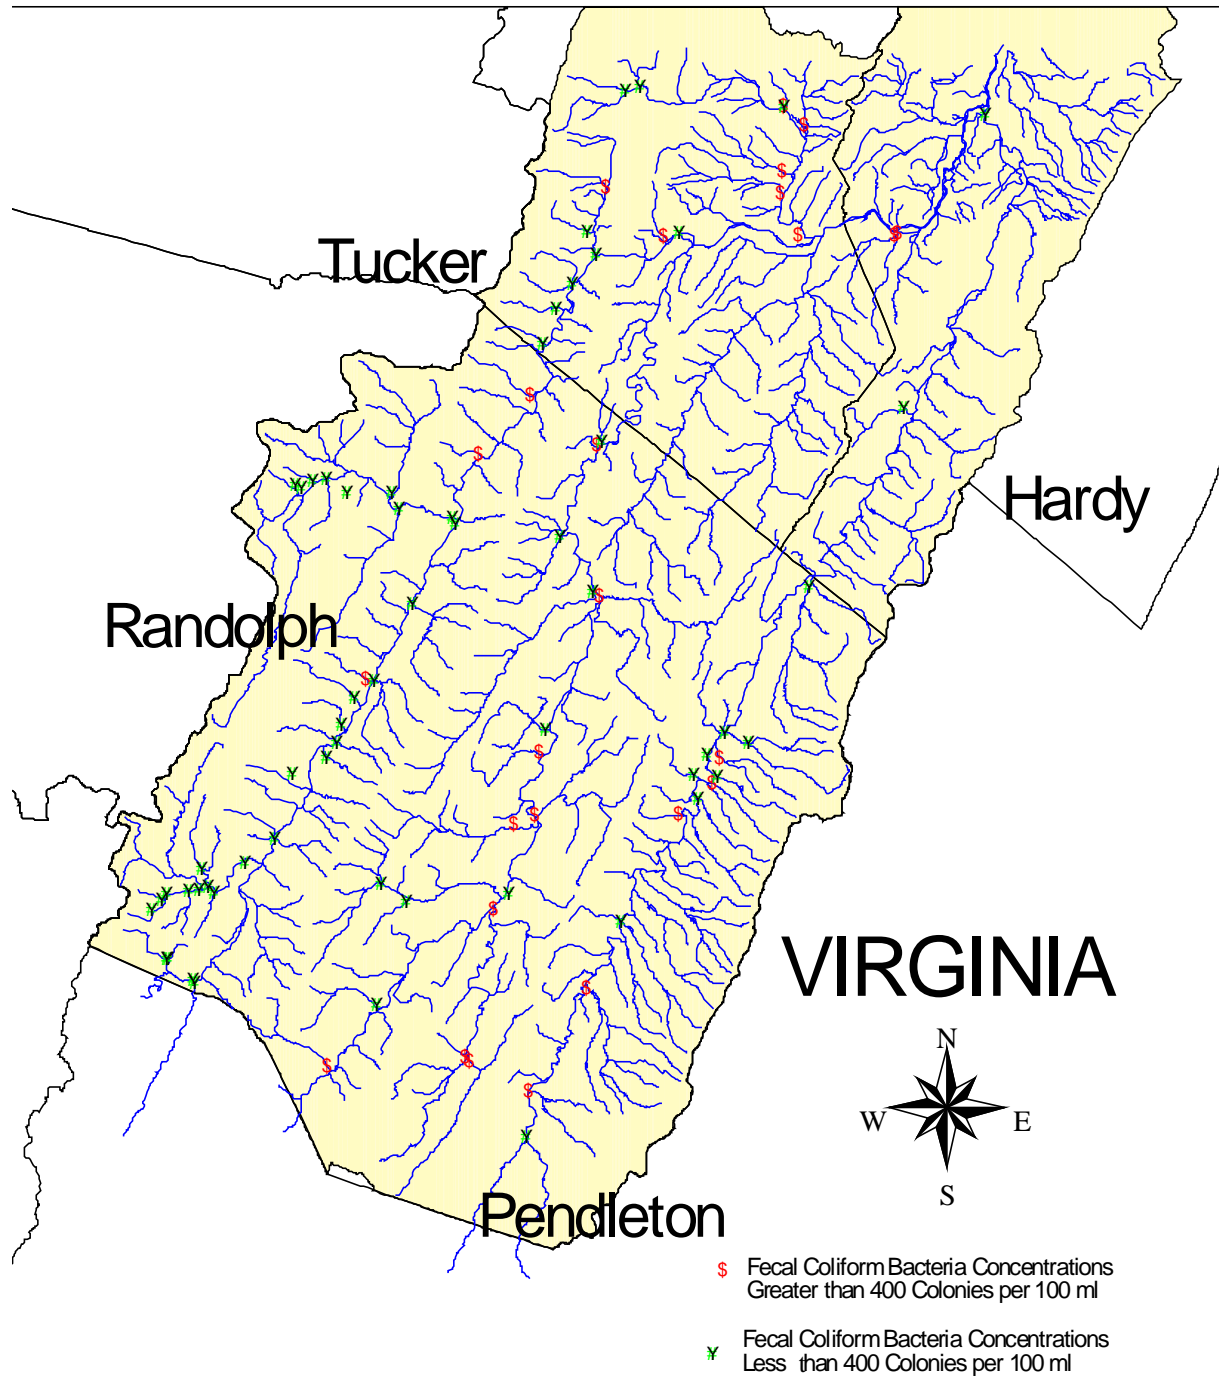 Tucker
Hardy
Randolph
VIRGINIA
N
W E
S
Pendleton
$ Fecal Coliform Bacteria Concentrations
Greater than 400 Colonies per 100 ml
Fecal Coliform Bacteria Concentrations
Less than 400 Colonies per 100 ml